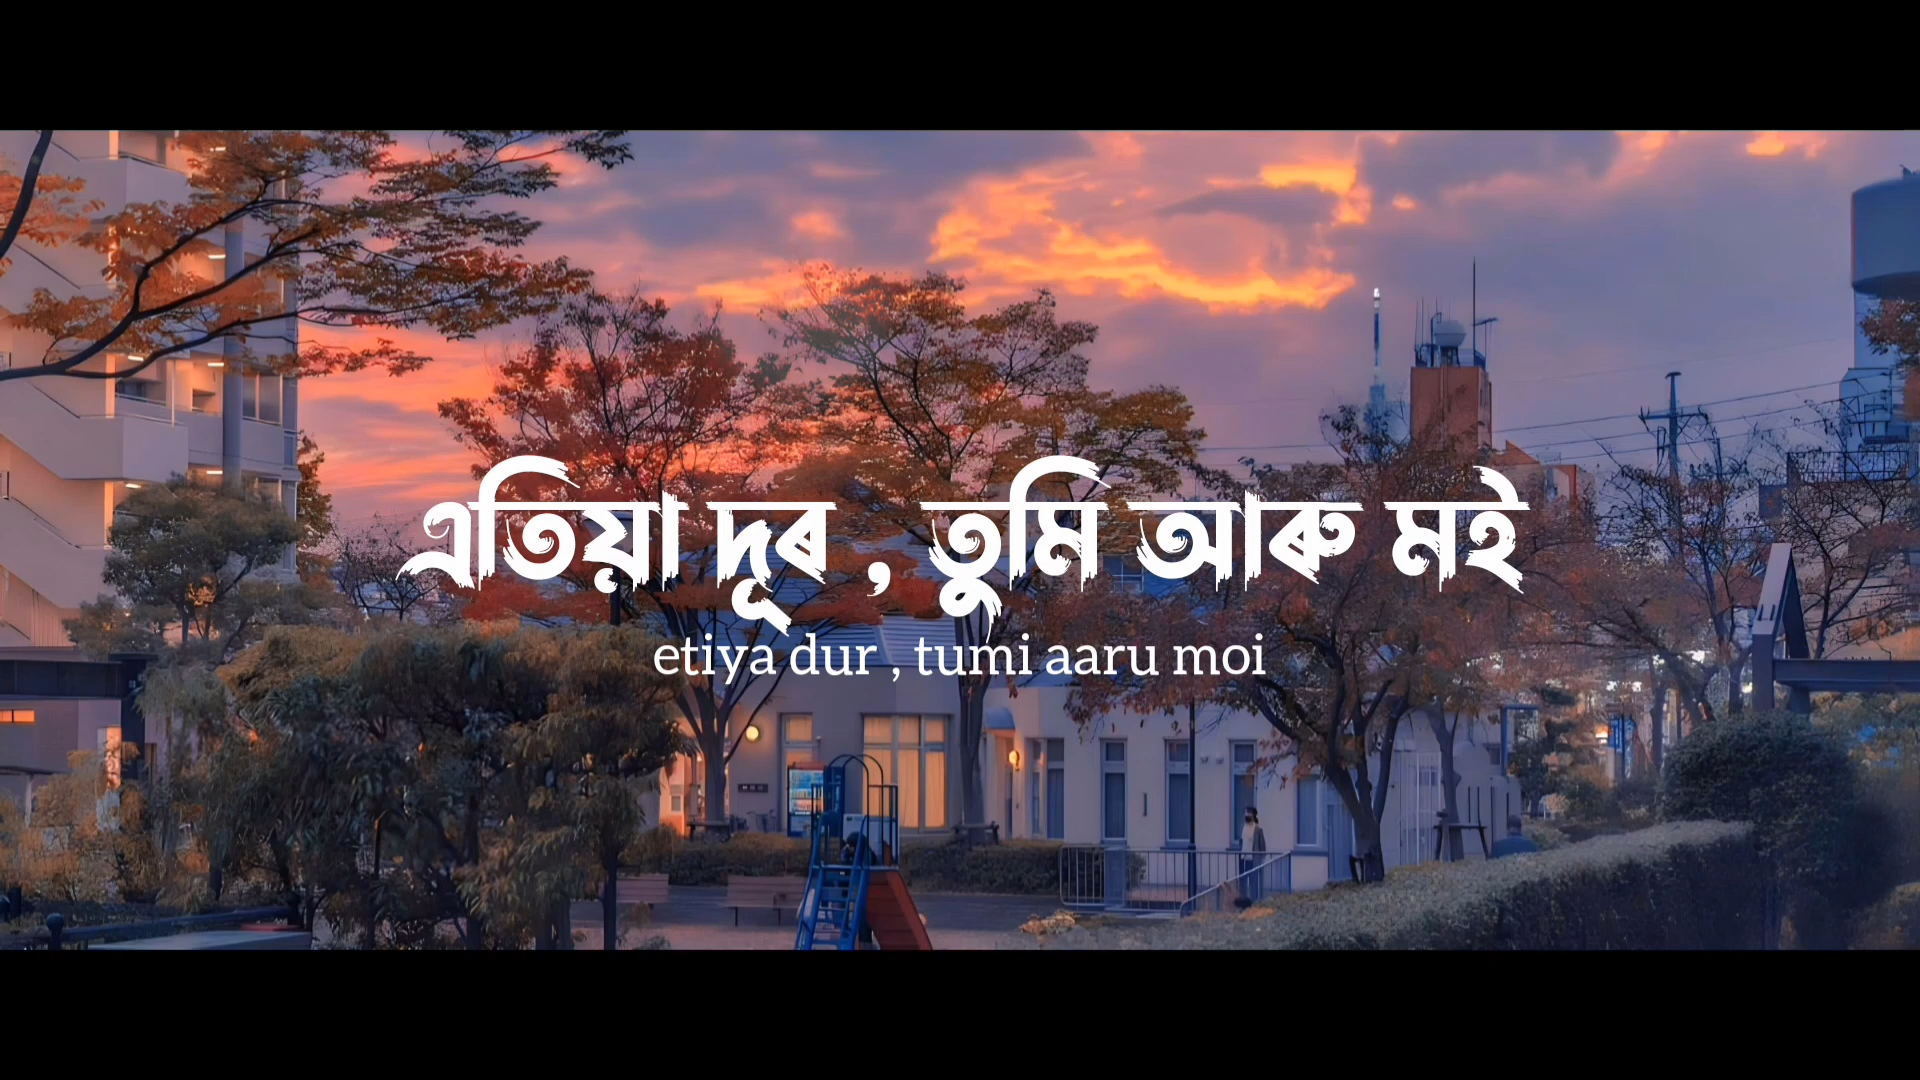 এতিয়া দূৰ , তুমি আৰু মই
etiya dur , tumi aaru moi